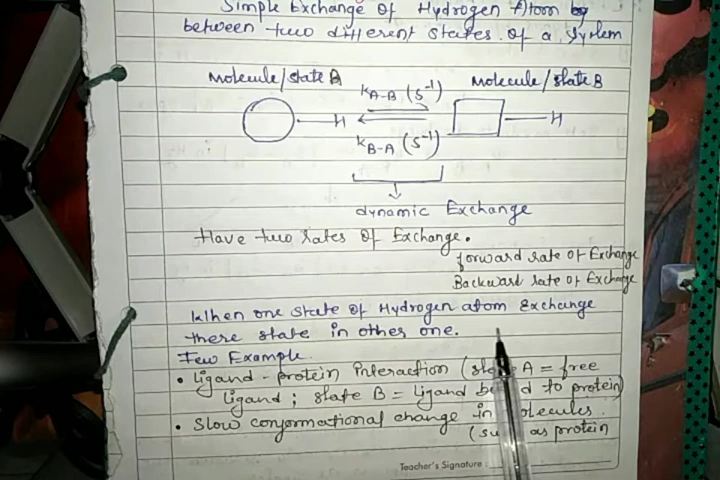 Simple Exchange of Hydrogen Atom
between two different states of a System
Molecule/state A
Molecule/state B
kA-B (s⁻¹)
H
H
kB-A (s⁻¹)
dynamic Exchange
Have two rates of Exchange.
forward rate of Exchange
Backward rate of Exchange
When one state of Hydrogen atom Exchange
there state in other one.
Few Example.
• Ligand-protein interaction (state A = free
Ligand; state B = Ligand to protein)
• Slow conformational change in
as protein
Teacher's Signature :